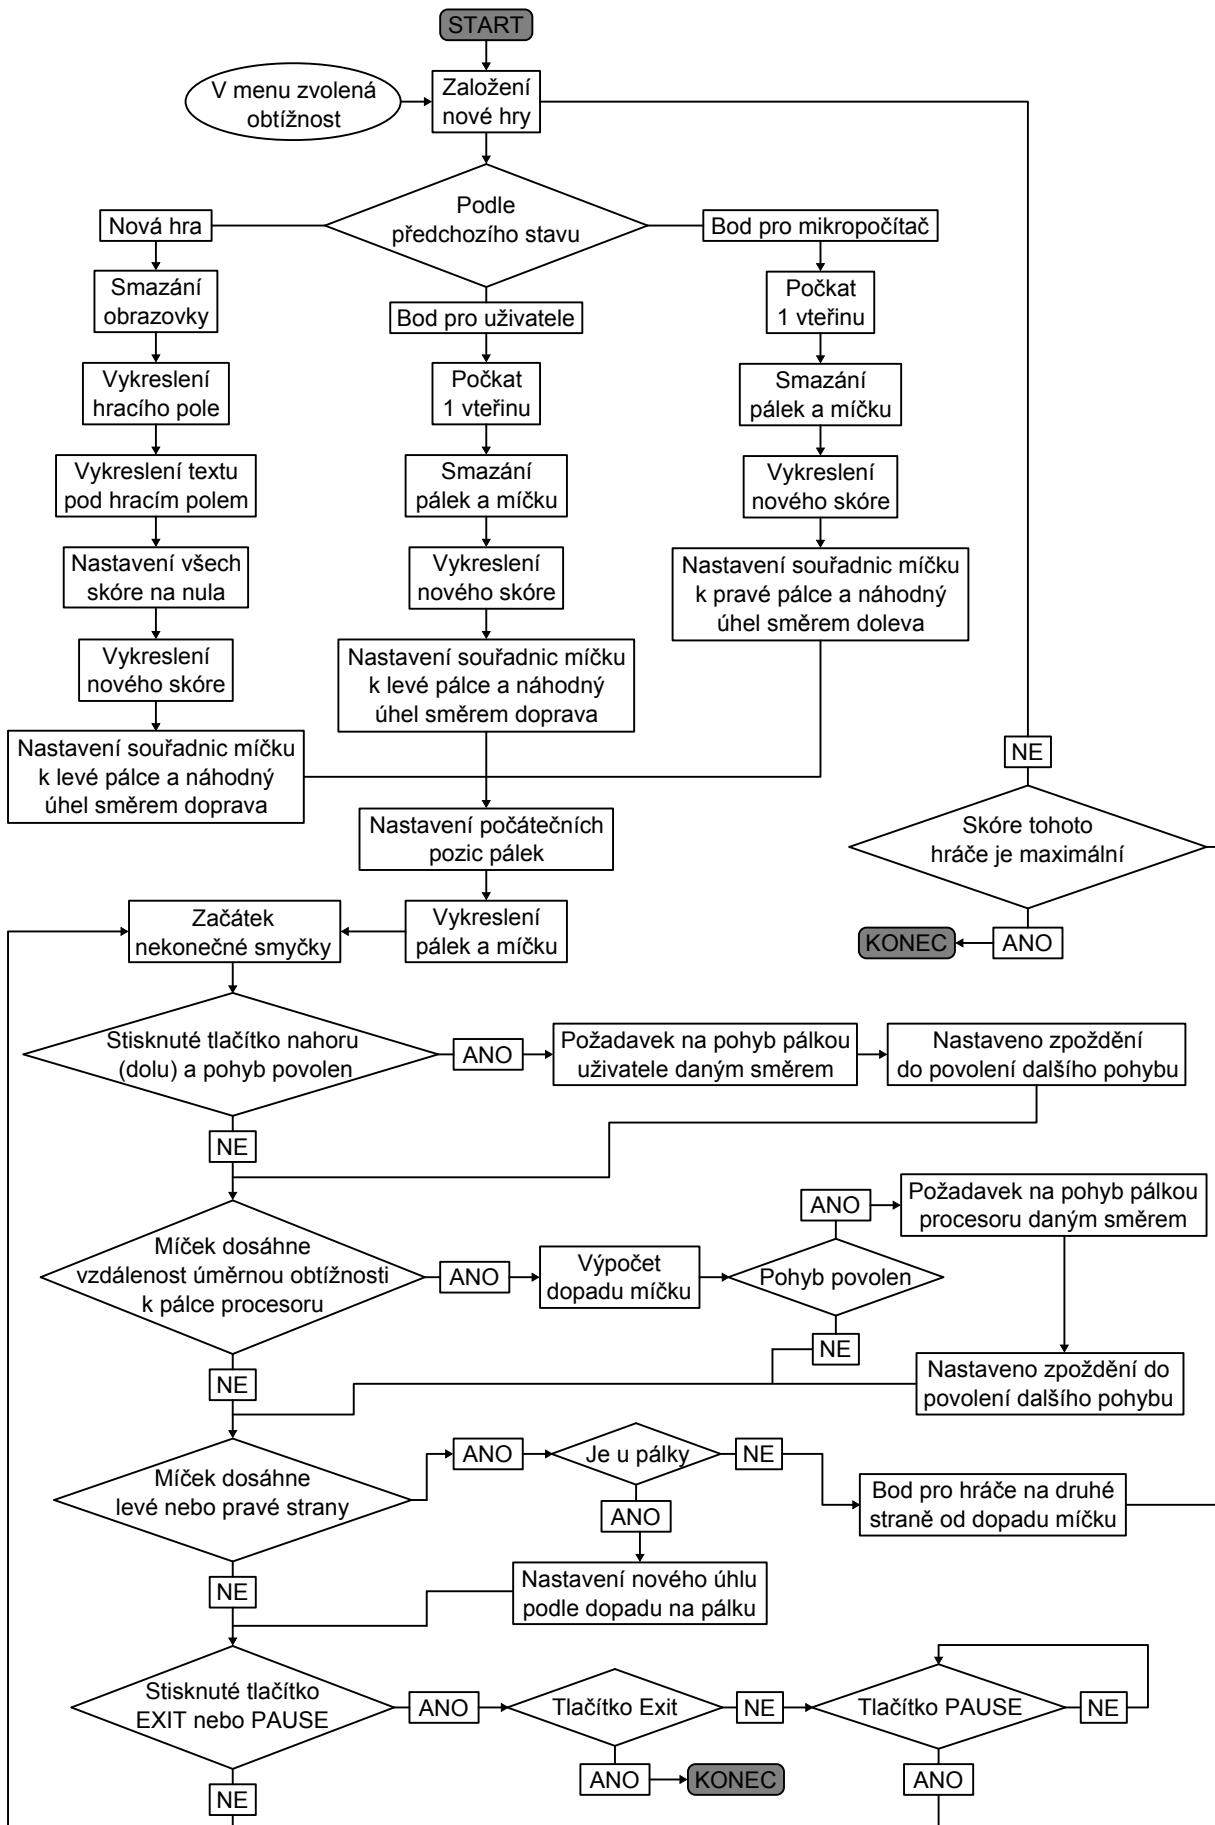 START
V menu zvolená
obtížnost
Založení
nové hry
Podle
předchozího stavu
Nová hra
Bod pro mikropočítač
Bod pro uživatele
Smazání
obrazovky
Vykreslení
hracího pole
Vykreslení textu
pod hracím polem
Nastavení všech
skóre na nula
Vykreslení
nového skóre
Nastavení souřadnic míčku
k levé pálce a náhodný
úhel směrem doprava
Počkat
1 vteřinu
Smazání
pálek a míčku
Vykreslení
nového skóre
Nastavení souřadnic míčku
k levé pálce a náhodný
úhel směrem doprava
Počkat
1 vteřinu
Smazání
pálek a míčku
Vykreslení
nového skóre
Nastavení souřadnic míčku
k pravé pálce a náhodný
úhel směrem doleva
NE
Skóre tohoto
hráče je maximální
ANO
KONEC
Nastavení počátečních
pozic pálek
Vykreslení
pálek a míčku
Začátek
nekonečné smyčky
Stisknuté tlačítko nahoru
(dolu) a pohyb povolen
ANO
Požadavek na pohyb pálkou
uživatele daným směrem
Nastaveno zpoždění
do povolení dalšího pohybu
NE
Míček dosáhne
vzdálenost úměrnou obtížnosti
k pálce procesoru
ANO
Výpočet
dopadu míčku
Pohyb povolen
ANO
Požadavek na pohyb pálkou
procesoru daným směrem
NE
Nastaveno zpoždění do
povolení dalšího pohybu
NE
Míček dosáhne
levé nebo pravé strany
ANO
Je u pálky
NE
Bod pro hráče na druhé
straně od dopadu míčku
ANO
Nastavení nového úhlu
podle dopadu na pálku
NE
Stisknuté tlačítko
EXIT nebo PAUSE
ANO
Tlačítko Exit
NE
Tlačítko PAUSE
NE
ANO
KONEC
ANO
NE